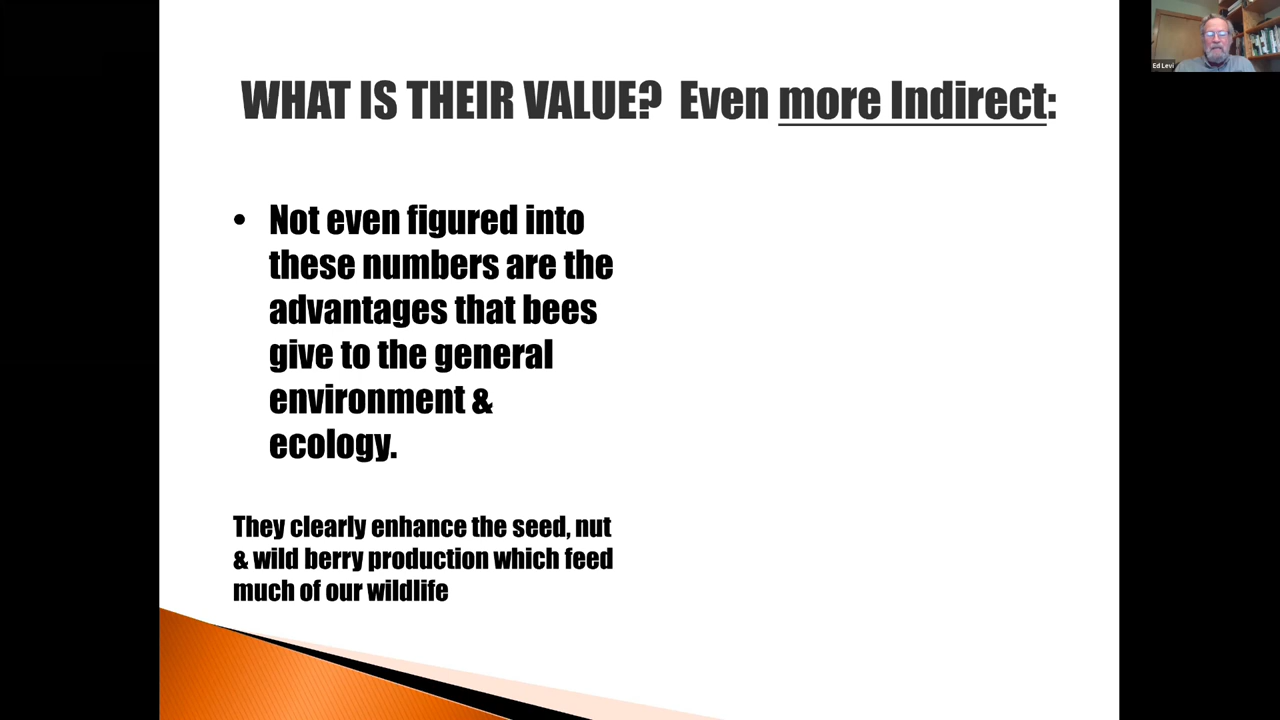 WHAT IS THEIR VALUE? Even more Indirect:
• Not even figured into
these numbers are the
advantages that bees
give to the general
environment &
ecology.
They clearly enhance the seed, nut
& wild berry production which feed
much of our wildlife
Ed Levi